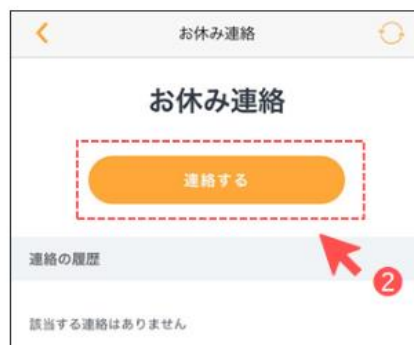 お休み連絡
お休み連絡
連絡する
連絡の履歴
2
該当する連絡はありません